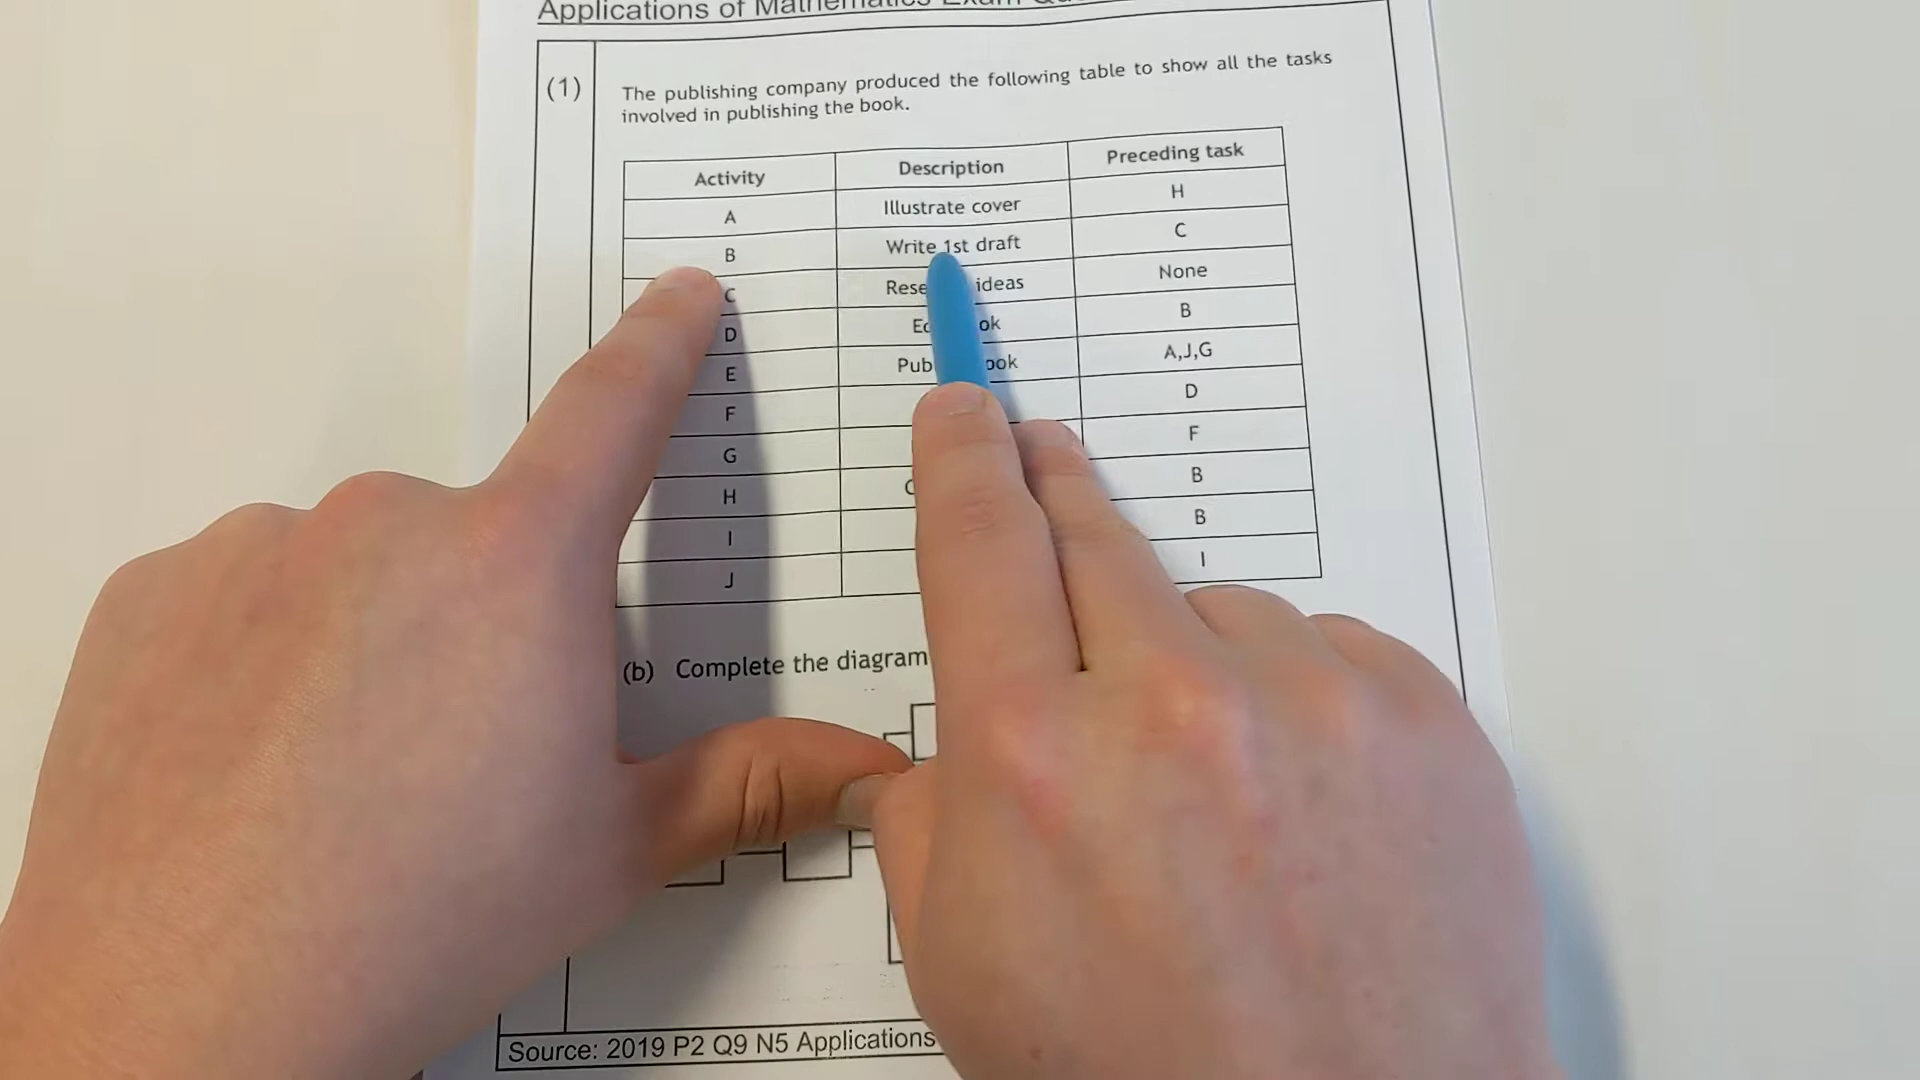 Applications of Mathematics Exam
(1)
The publishing company produced the following table to show all the tasks
involved in publishing the book.
Activity Description Preceding task
A Illustrate cover H
B Write 1st draft C
C ideas None
D B
E A,J,G
F D
G F
H B
I B
J I
(b) Complete the diagram
Source: 2019 P2 Q9 N5 Applications